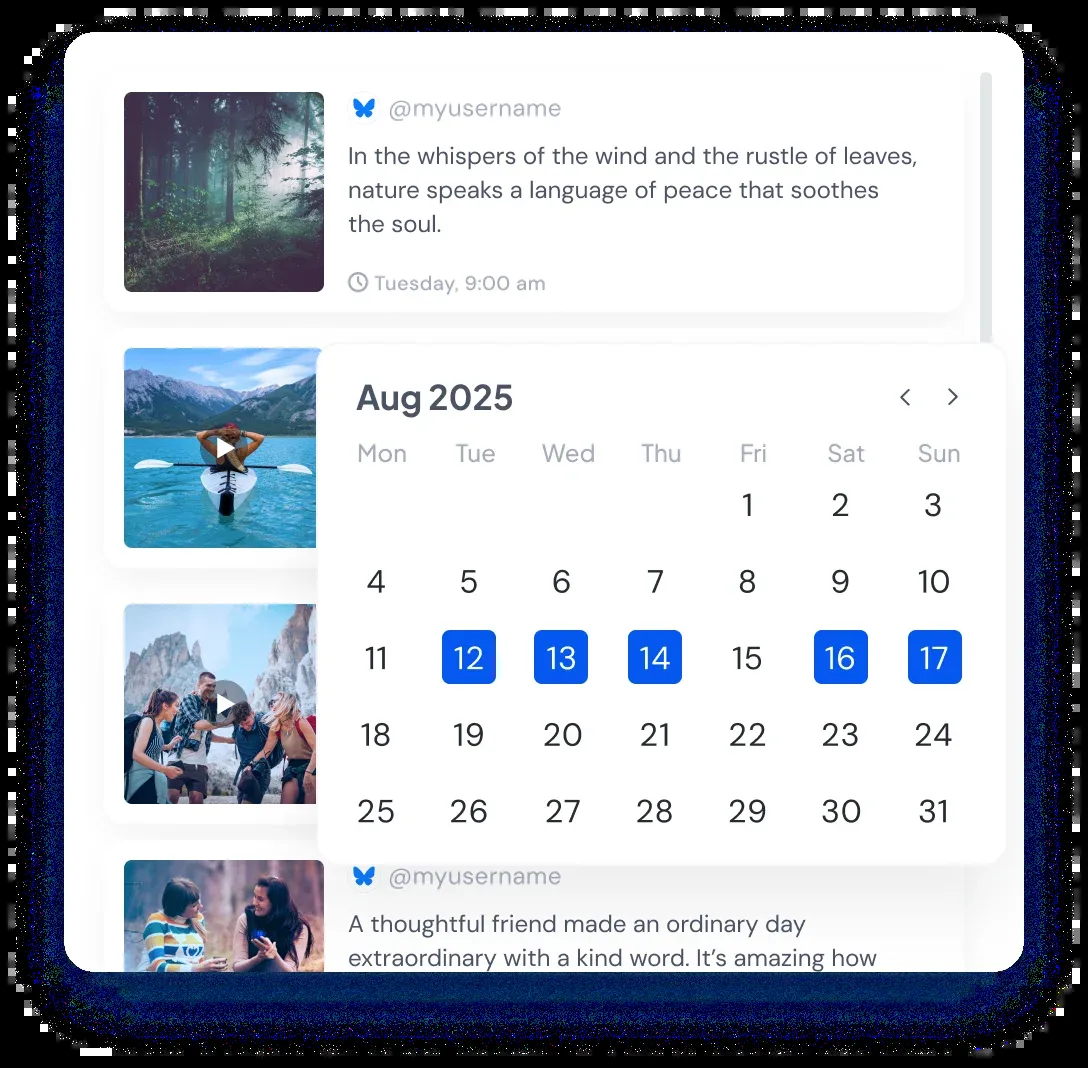 @myusername
In the whispers of the wind and the rustle of leaves,
nature speaks a language of peace that soothes
the soul.
Tuesday, 9:00 am
Aug 2025
Mon Tue Wed Thu Fri Sat Sun
1 2 3
4 5 6 7 8 9 10
11 12 13 14 15 16 17
18 19 20 21 22 23 24
25 26 27 28 29 30 31
@myusername
A thoughtful friend made an ordinary day
extraordinary with a kind word. It’s amazing how